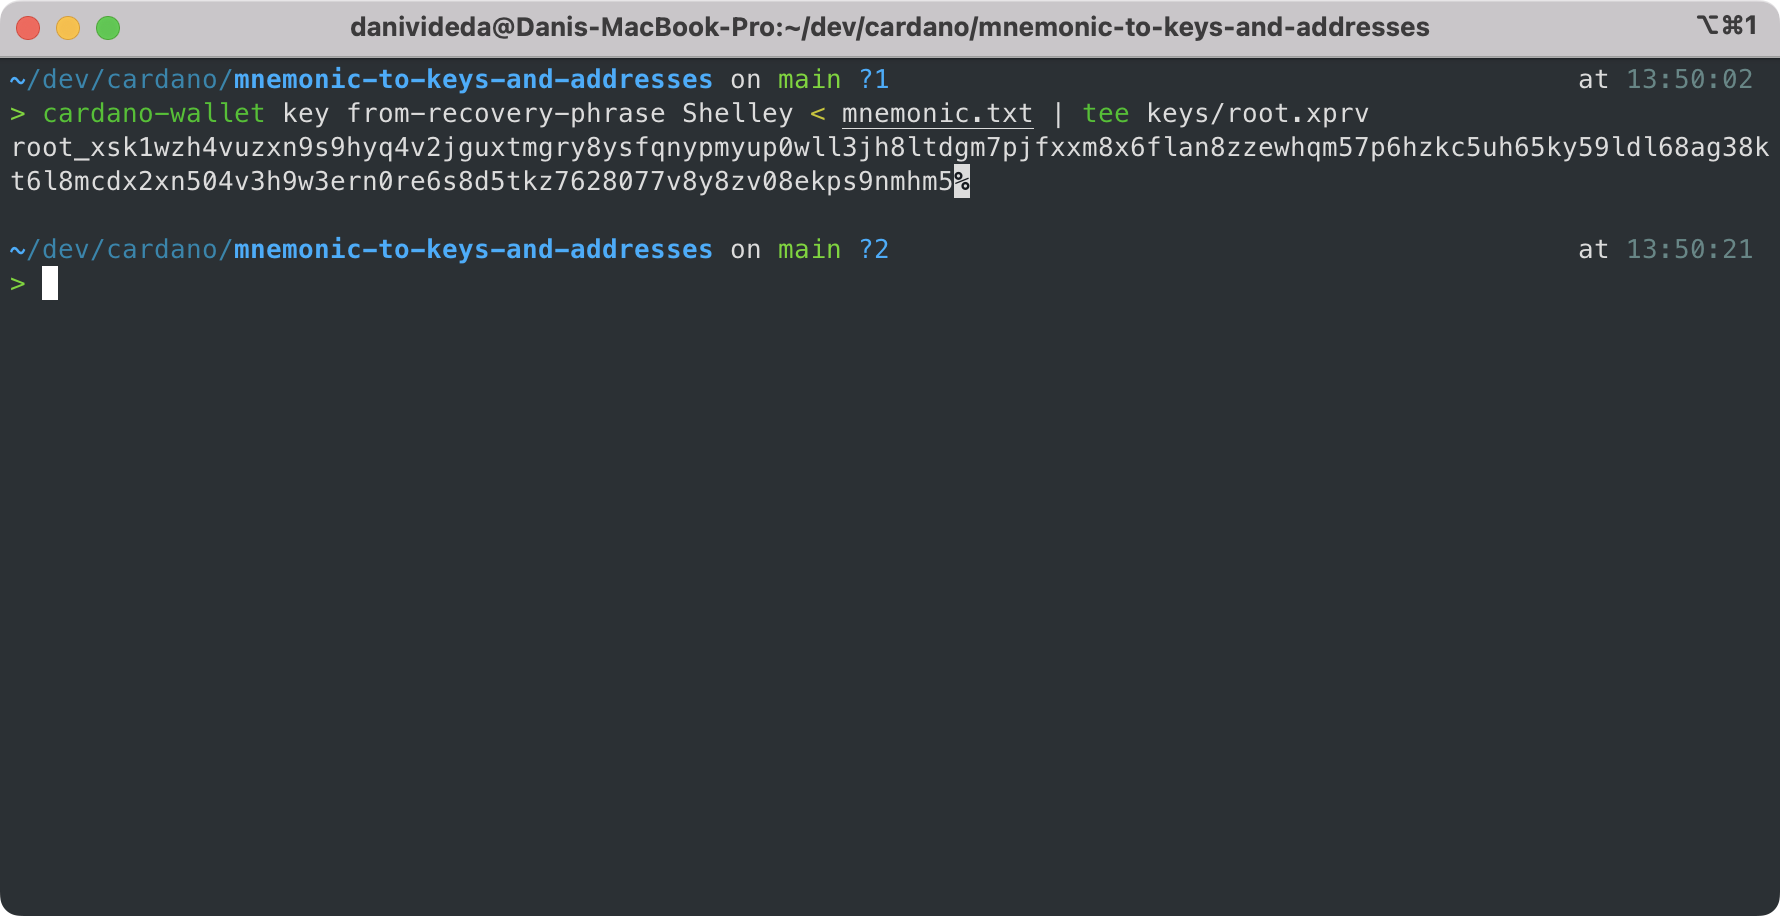 danivideda@Danis-MacBook-Pro:~/dev/cardano/mnemonic-to-keys-and-addresses ⌥⌘1
~/dev/cardano/mnemonic-to-keys-and-addresses on main ?1 at 13:50:02
> cardano-wallet key from-recovery-phrase Shelley < mnemonic.txt | tee keys/root.xprv
root_xsk1wzh4vuzxn9s9hyq4v2jguxtmgry8ysfqnypmyup0wll3jh8ltdgm7pjfxxm8x6flan8zzewhqm57p6hzkc5uh65ky59ldl68ag38k
t6l8mcdx2xn504v3h9w3ern0re6s8d5tkz7628077v8y8zv08ekps9nmhm5%
~/dev/cardano/mnemonic-to-keys-and-addresses on main ?2 at 13:50:21
>